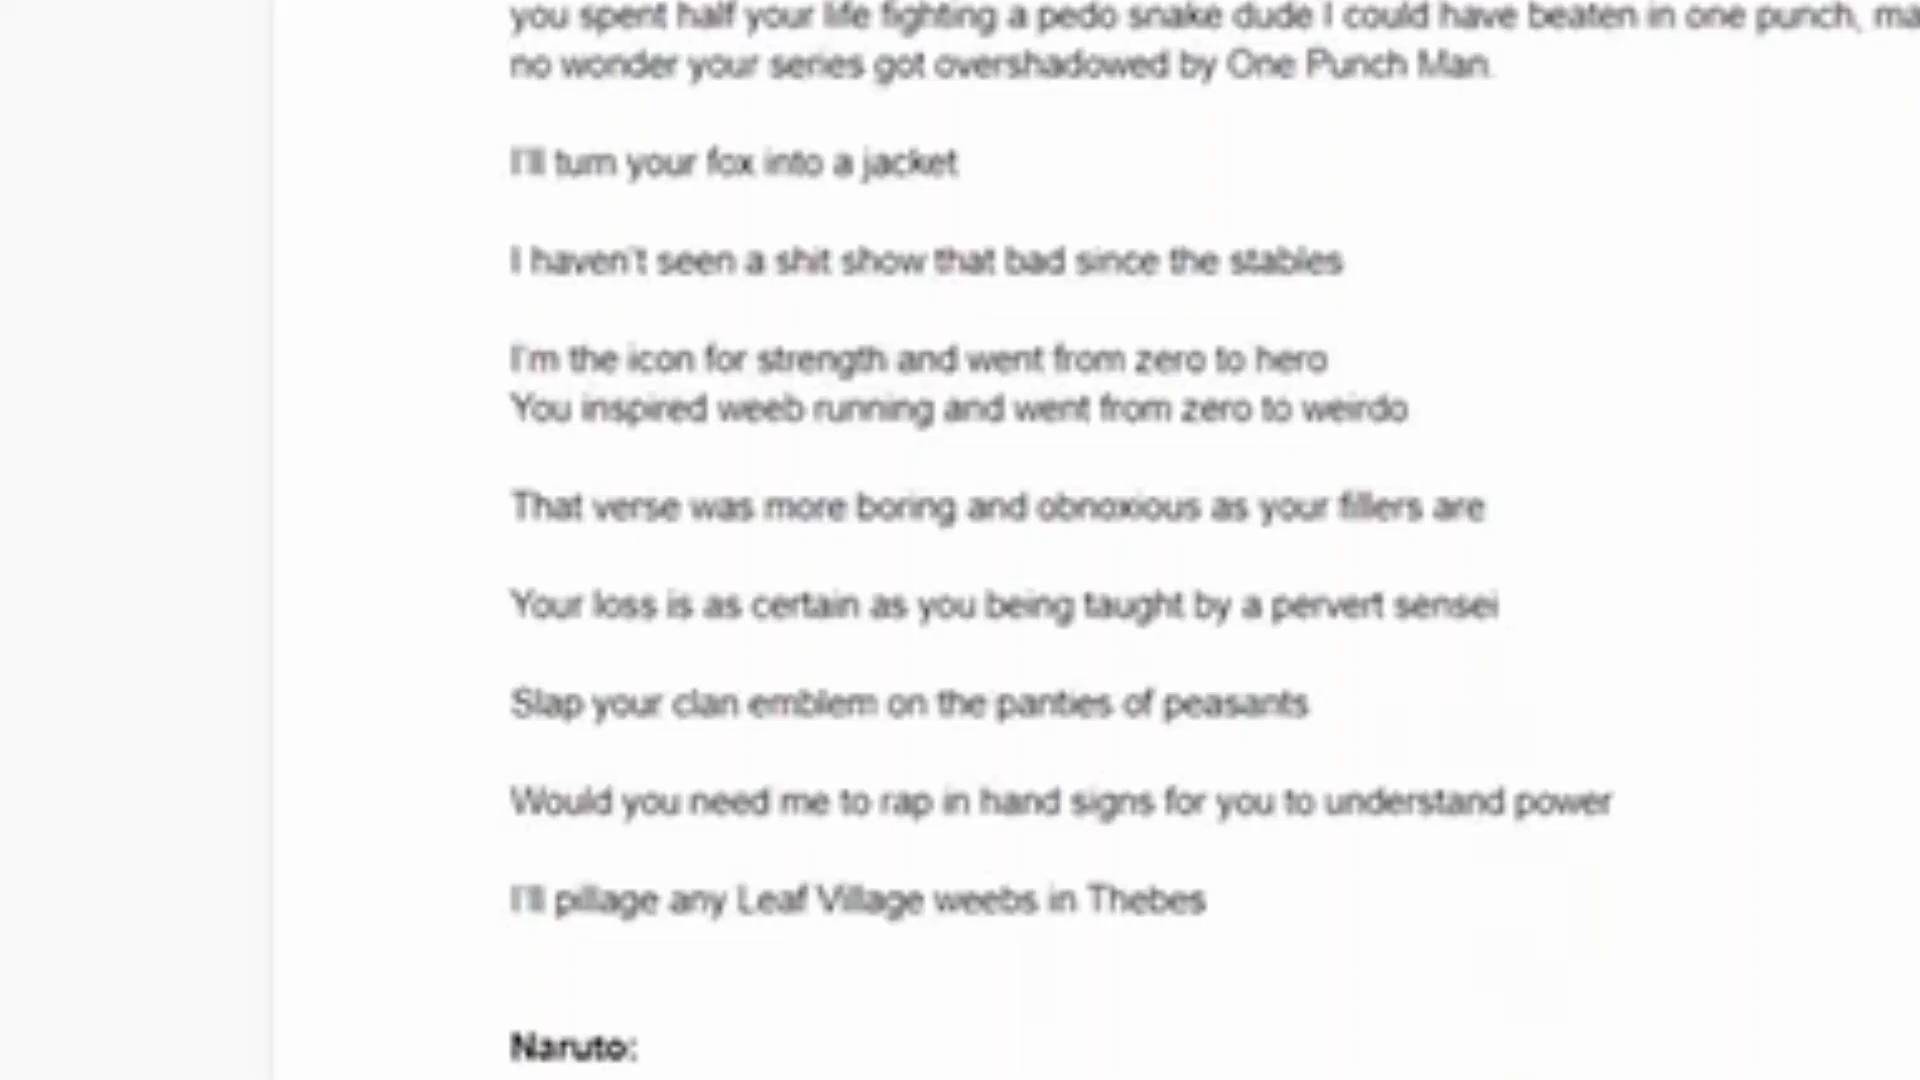 you spent half your life fighting a pedo snake dude I could have beaten in one punch, ma
no wonder your series got overshadowed by One Punch Man.
I'll turn your fox into a jacket
I haven't seen a shit show that bad since the stables
I'm the icon for strength and went from zero to hero
You inspired weeb running and went from zero to weirdo
That verse was more boring and obnoxious as your fillers are
Your loss is as certain as you being taught by a pervert sensei
Slap your clan emblem on the panties of peasants
Would you need me to rap in hand signs for you to understand power
I'll pillage any Leaf Village weebs in Thebes
Naruto: